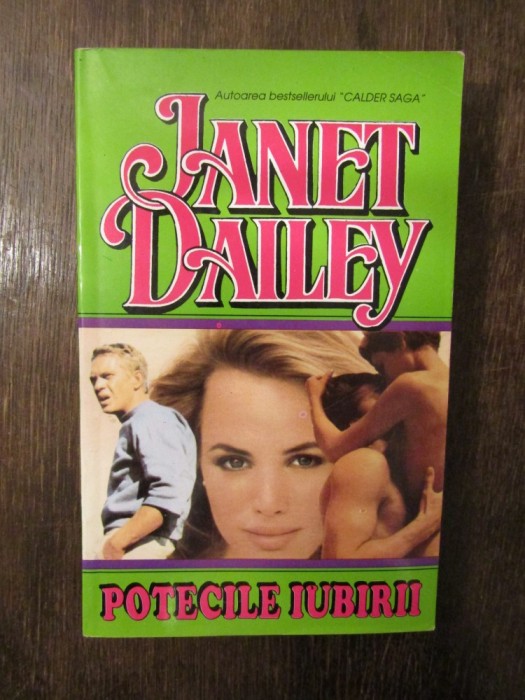 Autoarea bestsellerului "CALDER SAGA"
JANET
DAILEY
POTECILE IUBIRII